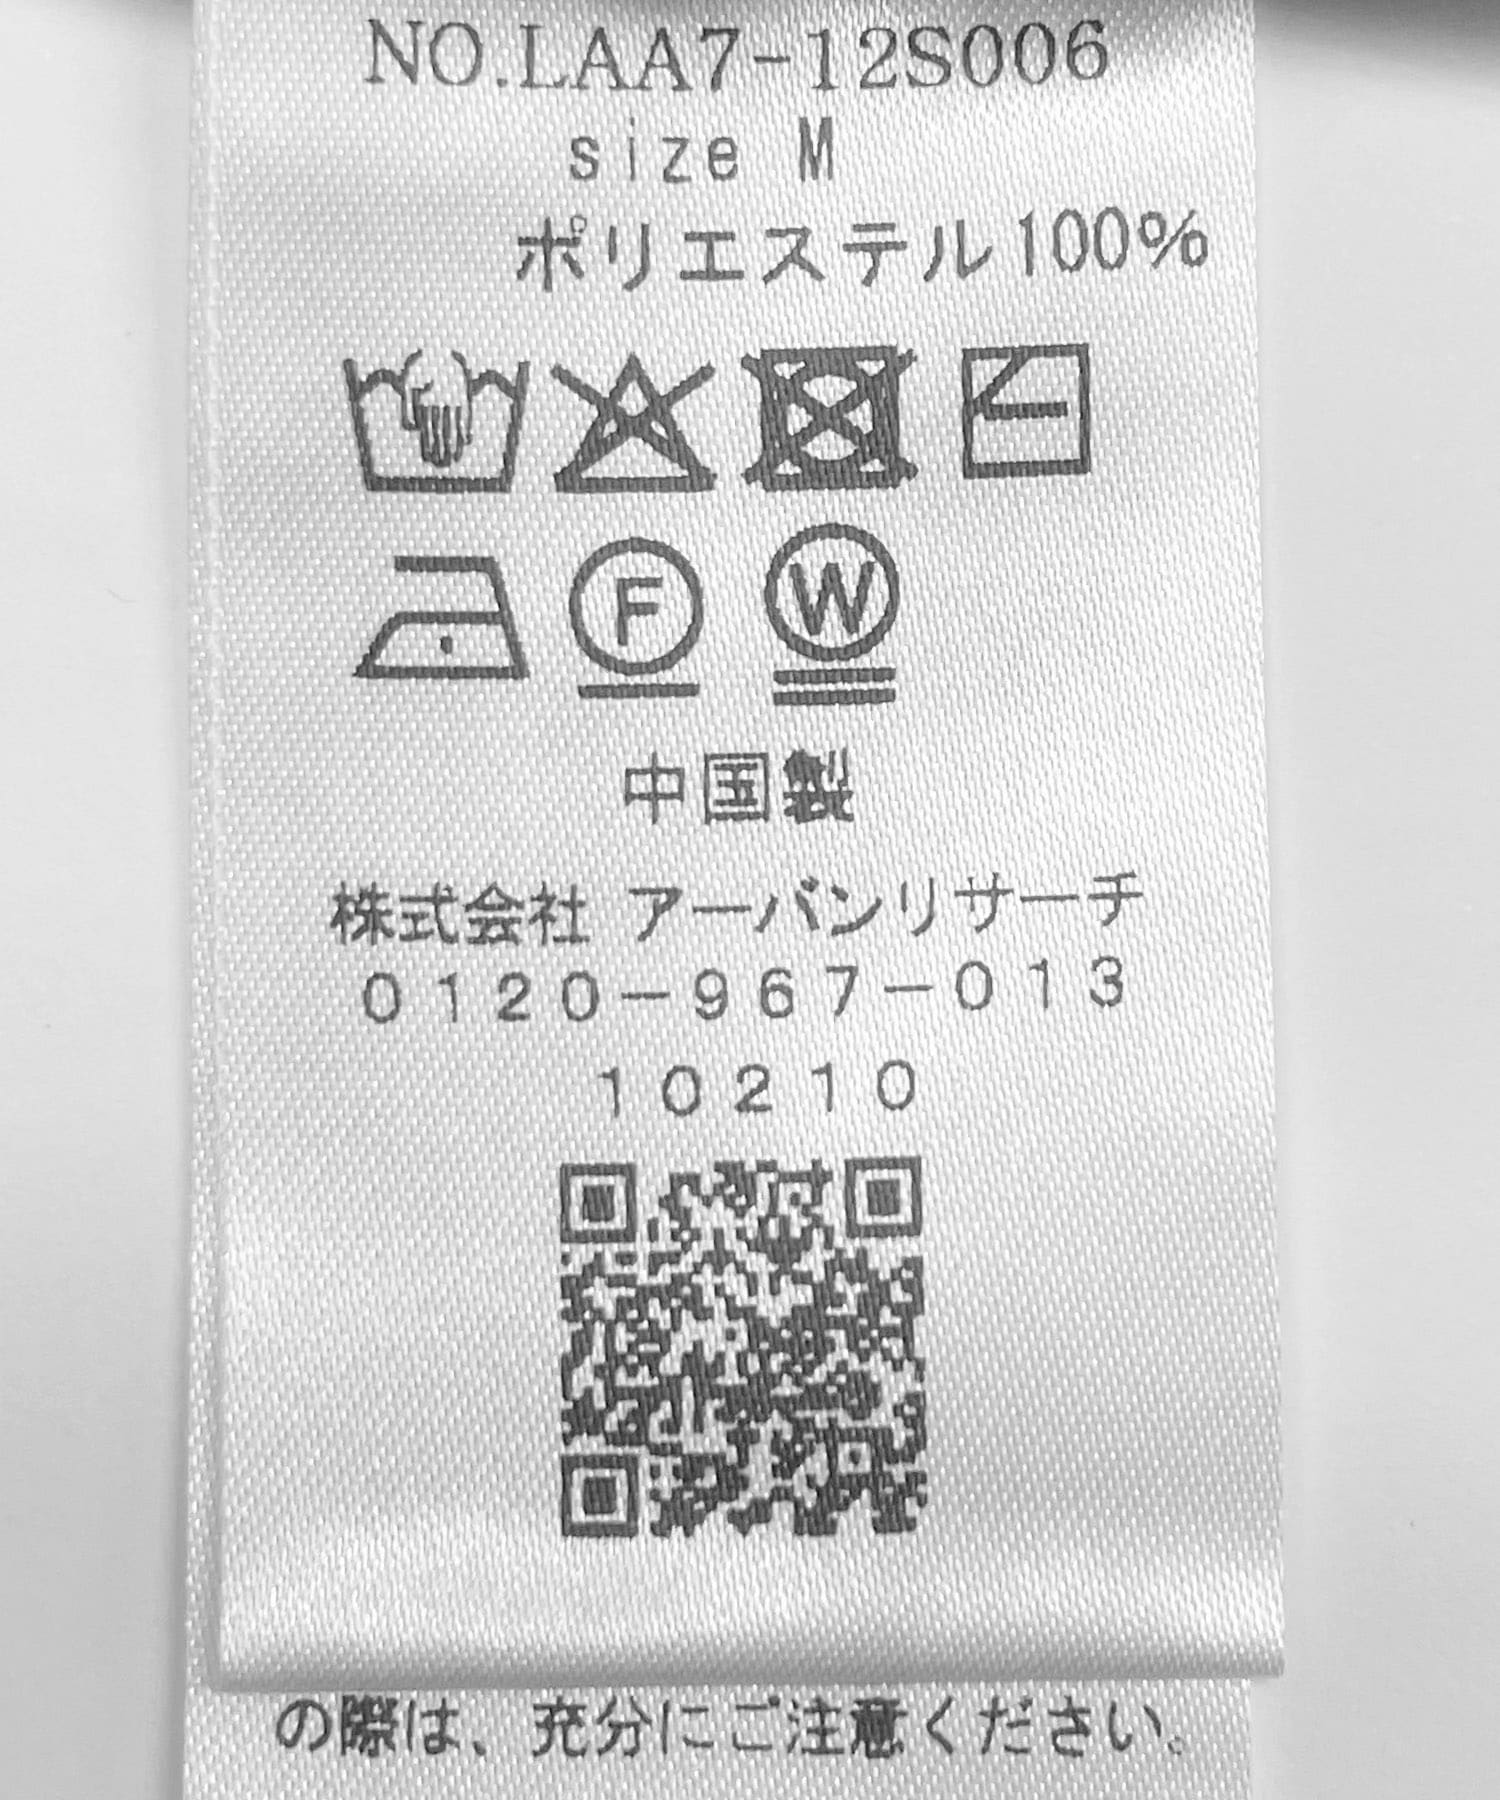 NO.LAA7-12S006
size M
ポリエステル100%
F W
中国製
株式会社 アーバンリサーチ
0120-967-013
10210
の際は、充分にご注意ください。